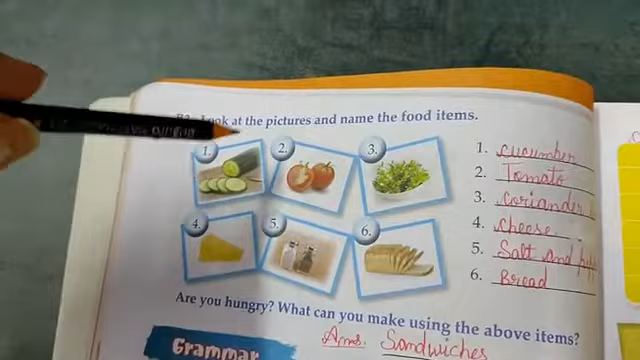 Look at the pictures and name the food items.
1. cucumber
2. Tomato
3. coriander
4. cheese
5. Salt and
6. Bread
1.
2.
3.
4.
5.
6.
Are you hungry? What can you make using the above items?
Ans. Sandwiches
Grammar